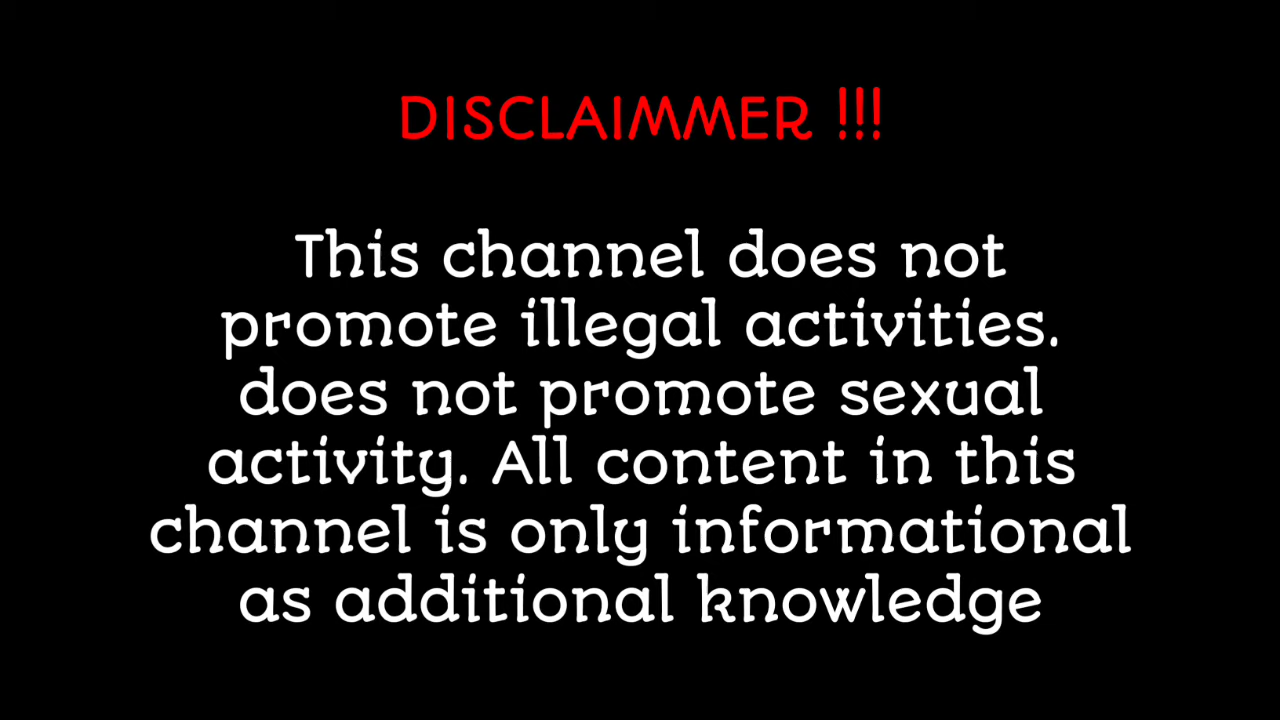 DISCLAIMMER !!!
This channel does not
promote illegal activities.
does not promote sexual
activity. All content in this
channel is only informational
as additional knowledge